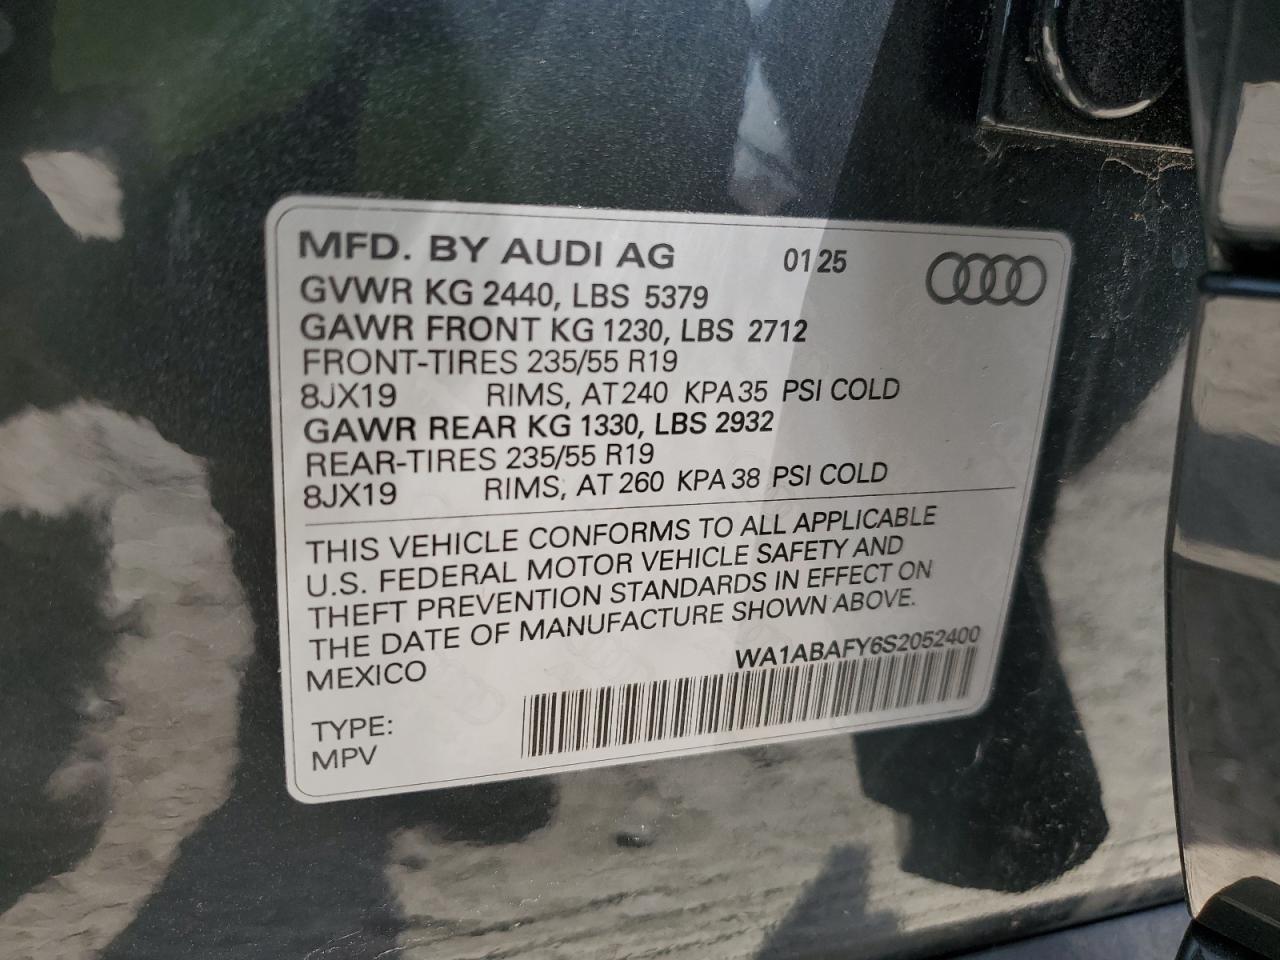 MFD. BY AUDI AG 01 25
GVWR KG 2440, LBS 5379
GAWR FRONT KG 1230, LBS 2712
FRONT-TIRES 235/55 R19
8JX19 RIMS, AT 240 KPA 35 PSI COLD
GAWR REAR KG 1330, LBS 2932
REAR-TIRES 235/55 R19
8JX19 RIMS, AT 260 KPA 38 PSI COLD
THIS VEHICLE CONFORMS TO ALL APPLICABLE
U.S. FEDERAL MOTOR VEHICLE SAFETY AND
THEFT PREVENTION STANDARDS IN EFFECT ON
THE DATE OF MANUFACTURE SHOWN ABOVE.
MEXICO
WA1ABAFY6S2052400
TYPE:
MPV